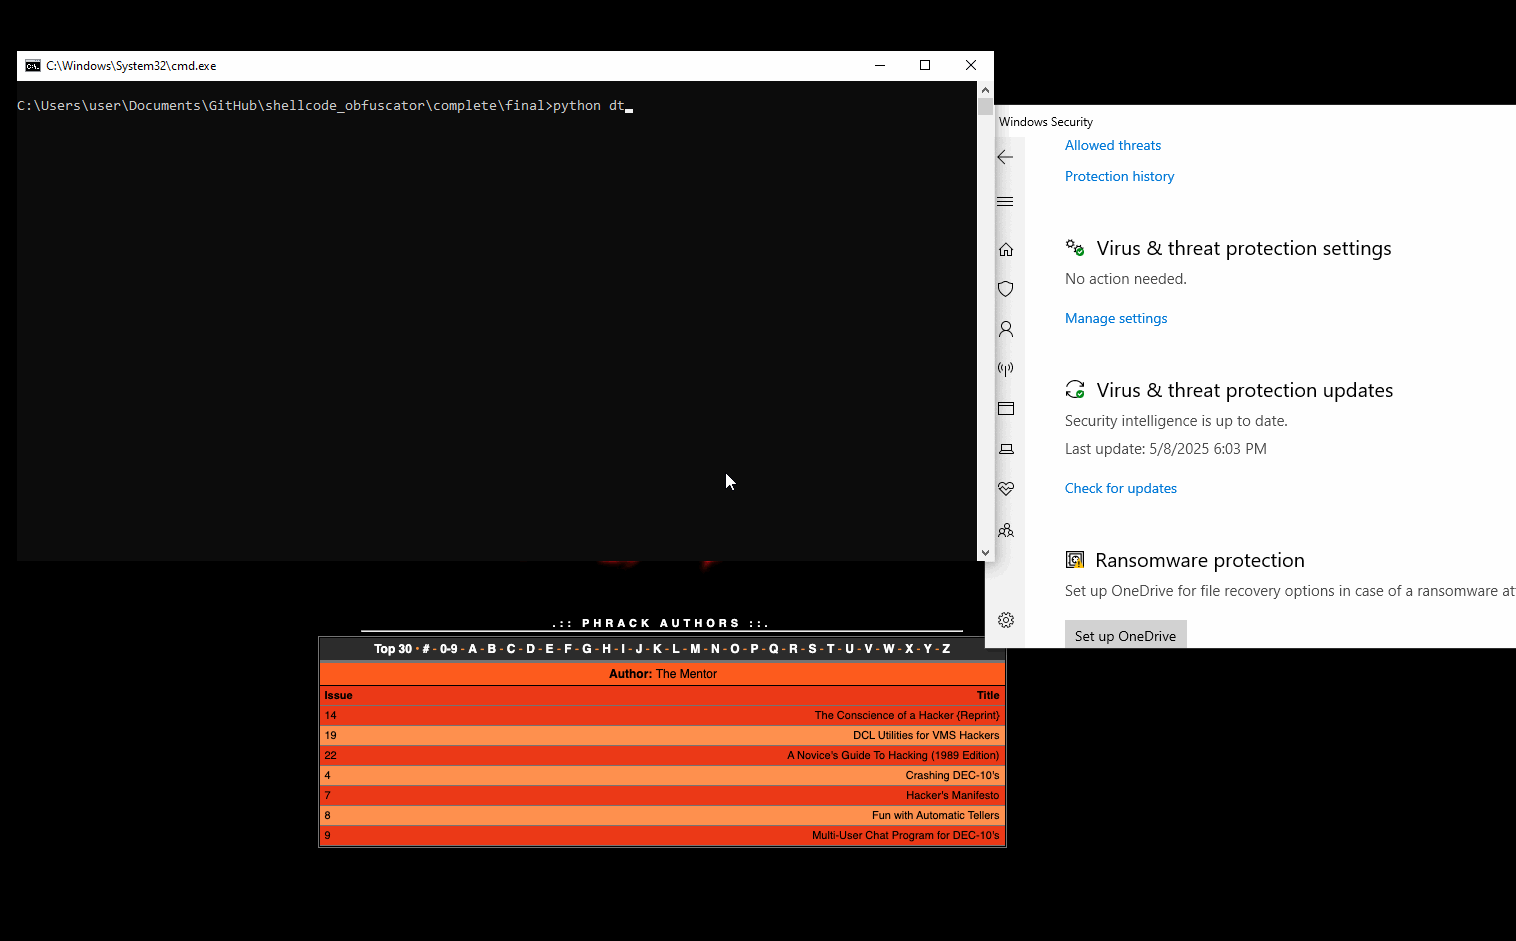 C:\Windows\System32\cmd.exe
C:\Users\user\Documents\GitHub\shellcode_obfuscator\complete\final>python dt
Windows Security
Allowed threats
Protection history
Virus & threat protection settings
No action needed.
Manage settings
Virus & threat protection updates
Security intelligence is up to date.
Last update: 5/8/2025 6:03 PM
Check for updates
Ransomware protection
Set up OneDrive for file recovery options in case of a ransomware
Set up OneDrive
.:: PHRACK AUTHORS ::.
Top 30 · # - 0-9 - A - B - C - D - E - F - G - H - I - J - K - L - M - N - O - P - Q - R - S - T - U - V - W - X - Y - Z
Author: The Mentor
Issue Title
14 The Conscience of a Hacker {Reprint}
19 DCL Utilities for VMS Hackers
22 A Novice's Guide To Hacking (1989 Edition)
4 Crashing DEC-10's
7 Hacker's Manifesto
8 Fun with Automatic Tellers
9 Multi-User Chat Program for DEC-10's